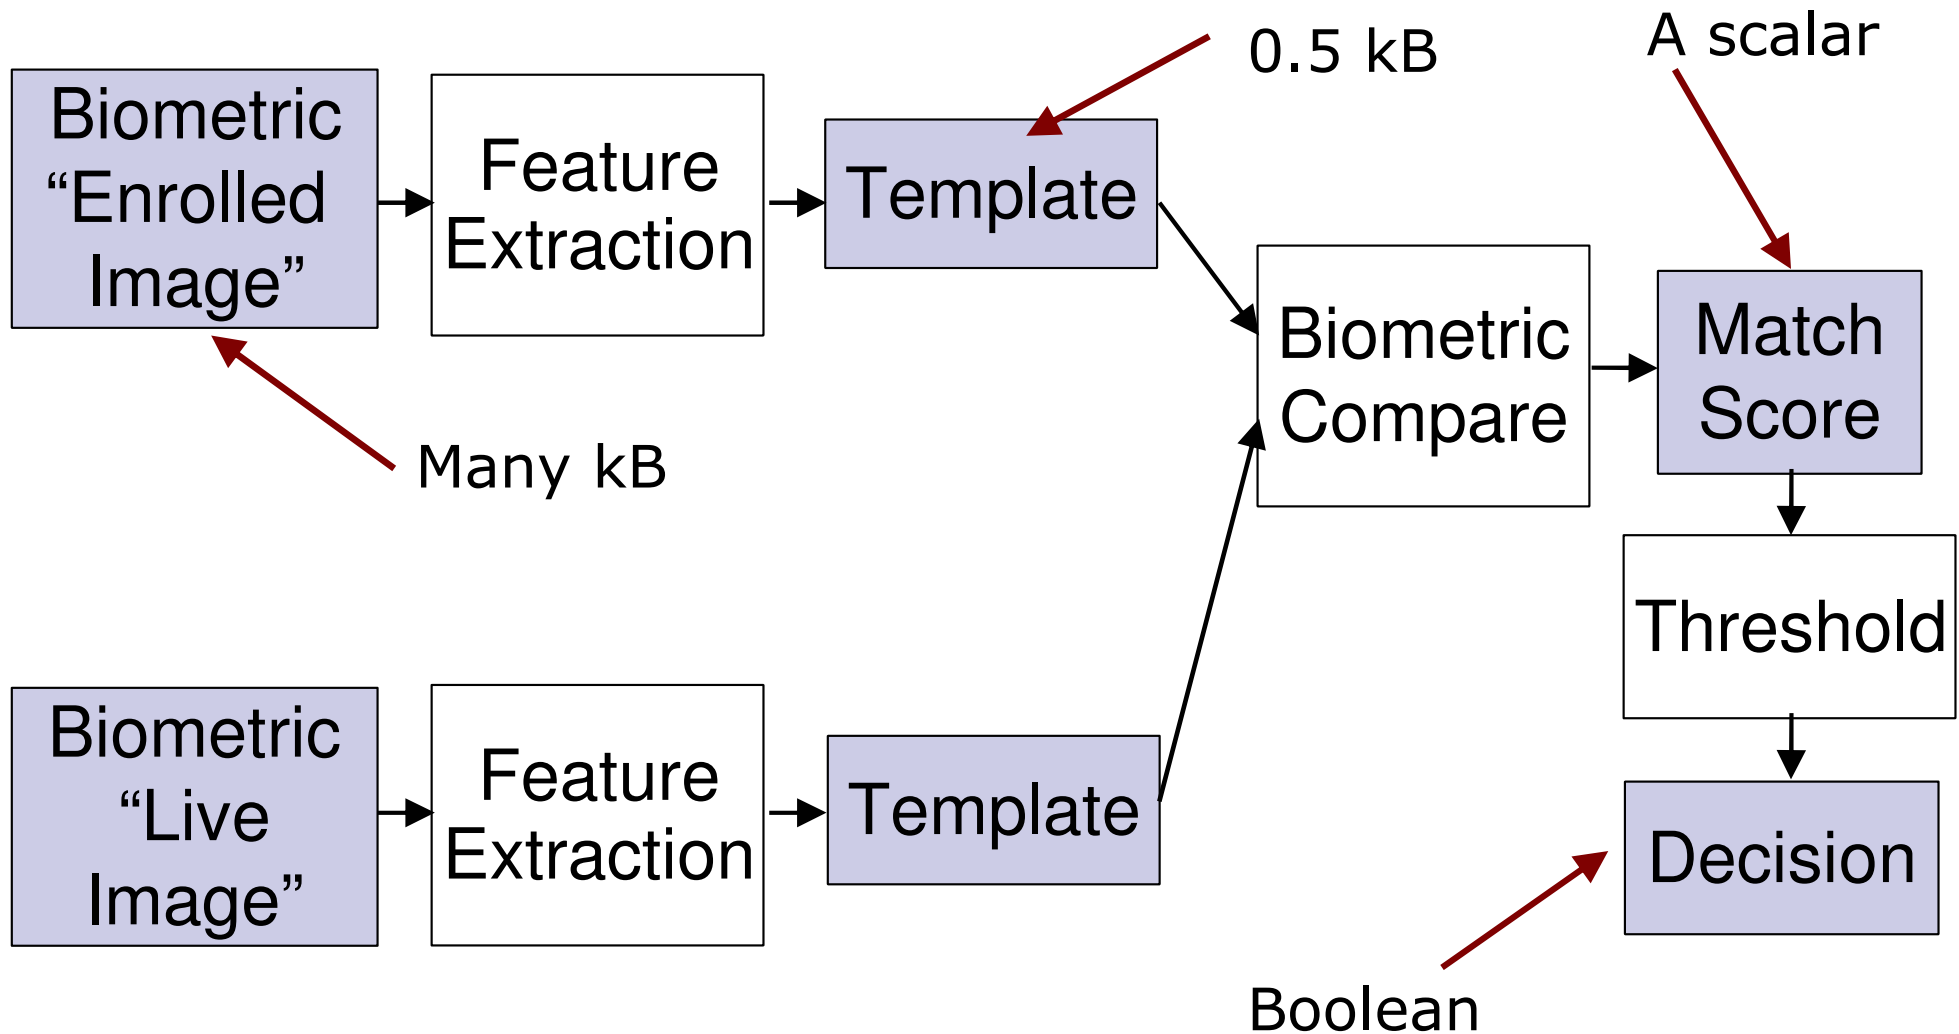 0.5 kB
A scalar
Biometric
“Enrolled
Image”
Feature
Extraction
Template
Many kB
Biometric
Compare
Match
Score
Threshold
Biometric
“Live
Image”
Feature
Extraction
Template
Decision
Boolean